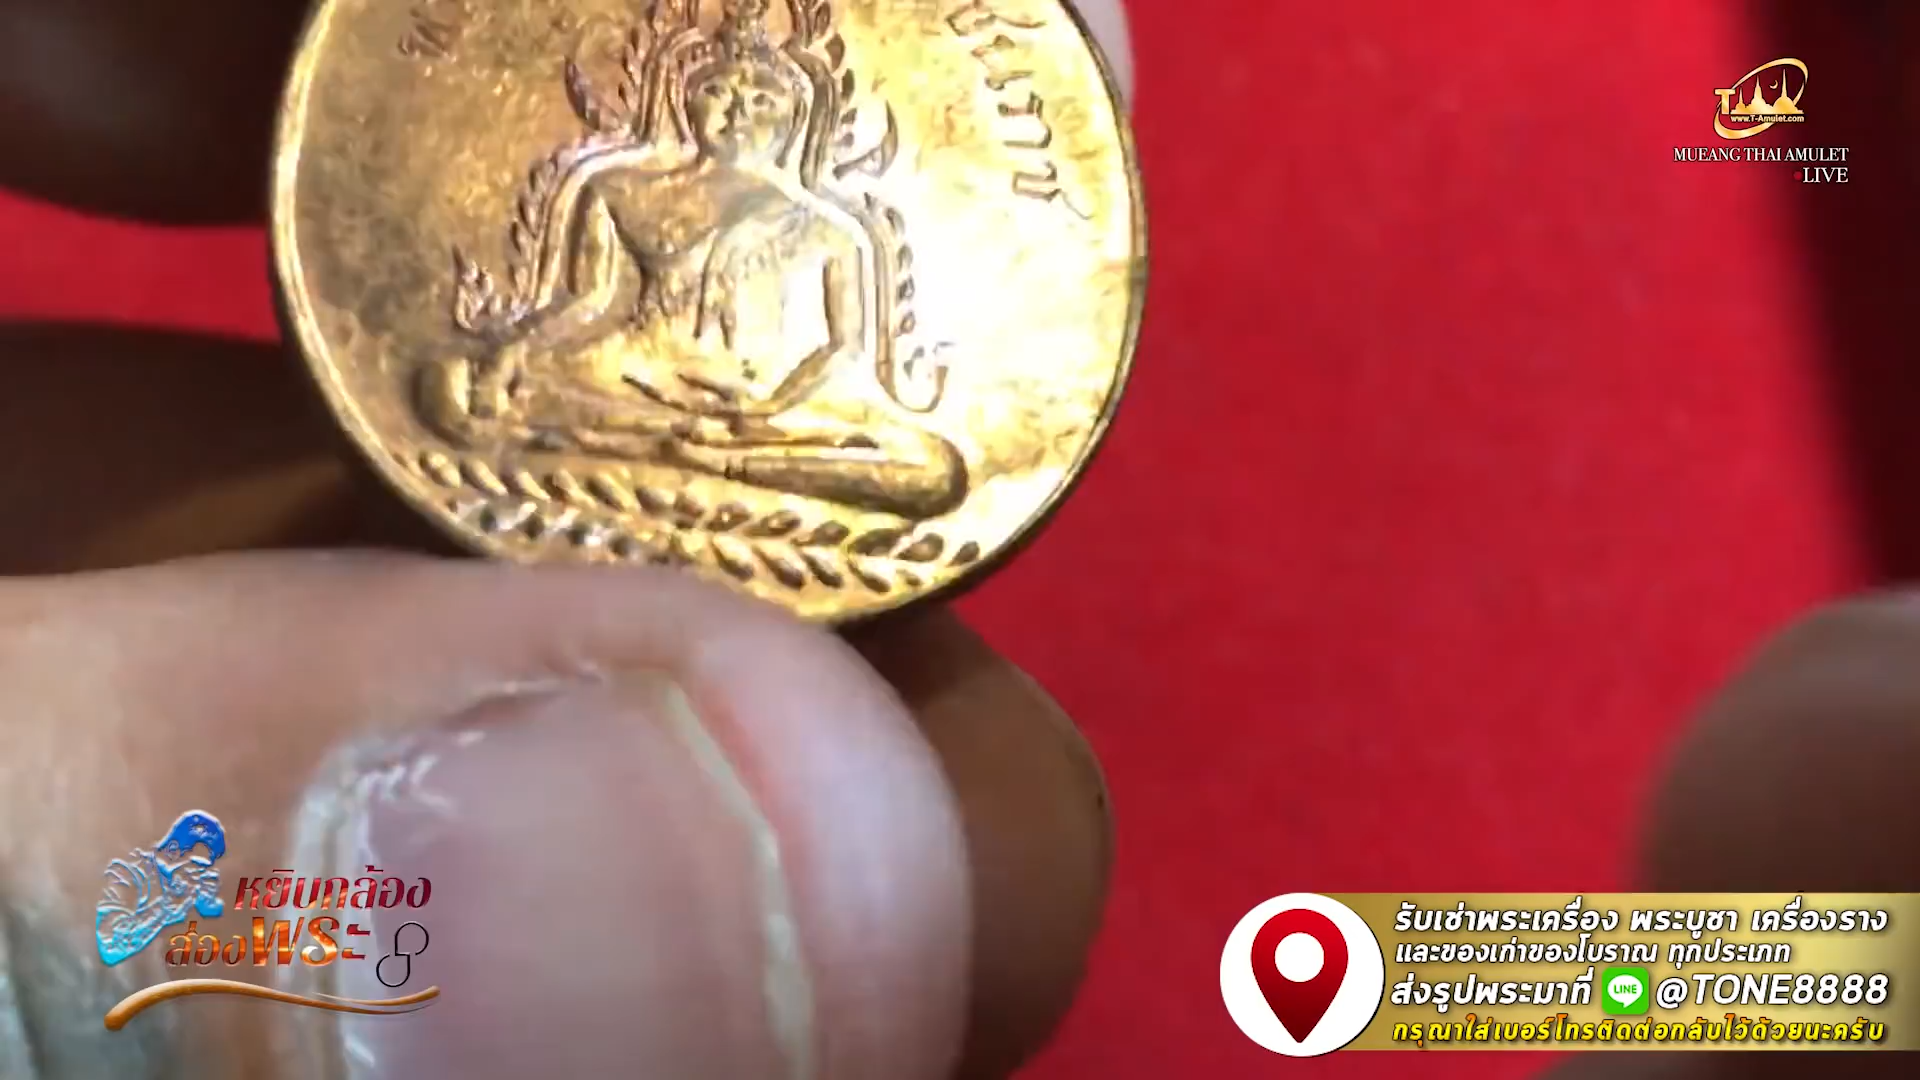 T
www.T-Amulet.com
MUEANG THAI AMULET
LIVE
หยิบกล้อง
ส่องพระ
รับเช่าพระเครื่อง พระบูชา เครื่องราง
และของเก่าของโบราณ ทุกประเภท
ส่งรูปพระมาที่ LINE @TONE8888
กรุณาใส่เบอร์โทรติดต่อกลับไว้ด้วยนะครับ